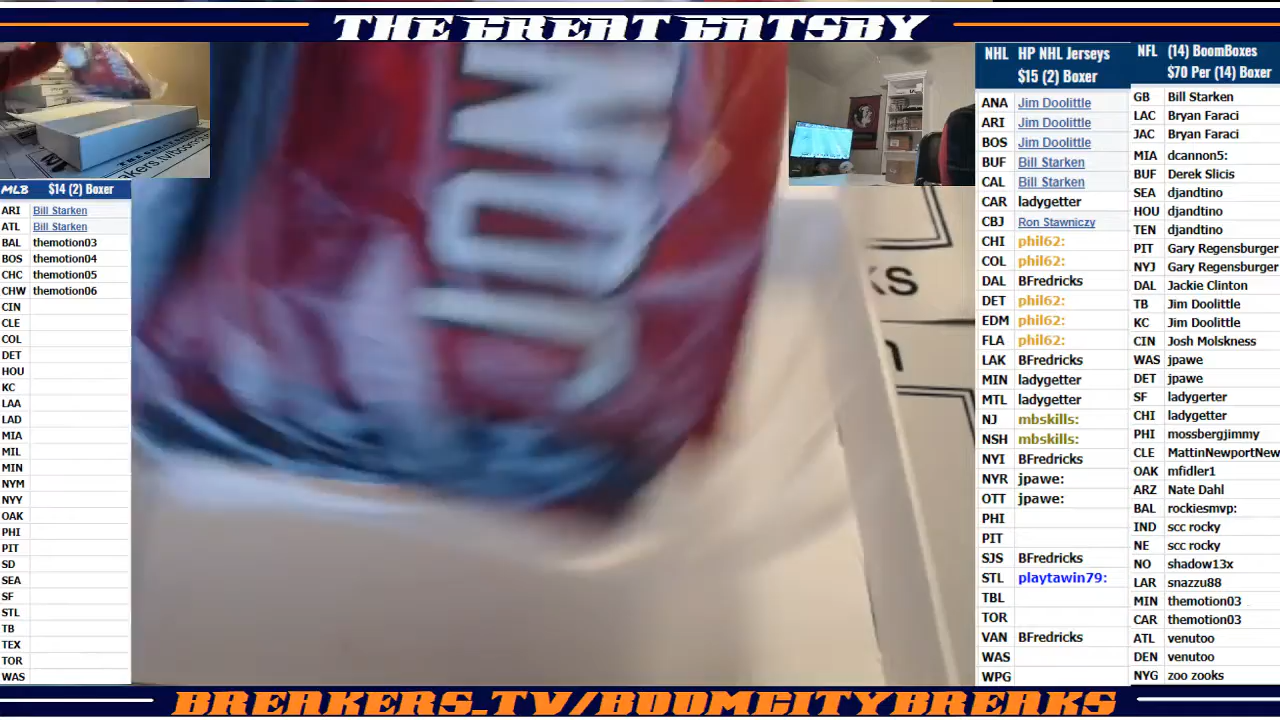 THE GREAT GATSBY
MLB $14 (2) Boxer
ARI Bill Starken
ATL Bill Starken
BAL themotion03
BOS themotion04
CHC themotion05
CHW themotion06
CIN
CLE
COL
DET
HOU
KC
LAA
LAD
MIA
MIL
MIN
NYM
NYY
OAK
PHI
PIT
SD
SEA
SF
STL
TB
TEX
TOR
WAS
NHL HP NHL Jerseys
$15 (2) Boxer
ANA Jim Doolittle
ARI Jim Doolittle
BOS Jim Doolittle
BUF Bill Starken
CAL Bill Starken
CAR ladygetter
CBJ Ron Stawniczy
CHI phil62:
COL phil62:
DAL BFredricks
DET phil62:
EDM phil62:
FLA phil62:
LAK BFredricks
MIN ladygetter
MTL ladygetter
NJ mbskills:
NSH mbskills:
NYI BFredricks
NYR jpawe:
OTT jpawe:
PHI
PIT
SJS BFredricks
STL playtawin79:
TBL
TOR
VAN BFredricks
WAS
WPG
NFL (14) BoomBoxes
$70 Per (14) Boxer
GB Bill Starken
LAC Bryan Faraci
JAC Bryan Faraci
MIA dcannon5:
BUF Derek Slicis
SEA djandtino
HOU djandtino
TEN djandtino
PIT Gary Regensburger
NYJ Gary Regensburger
DAL Jackie Clinton
TB Jim Doolittle
KC Jim Doolittle
CIN Josh Molskness
WAS jpawe
DET jpawe
SF ladygerter
CHI ladygetter
PHI mossbergjimmy
CLE MattinNewportNew
OAK mfidler1
ARZ Nate Dahl
BAL rockiesmvp:
IND scc rocky
NE scc rocky
NO shadow13x
LAR snazzu88
MIN themotion03
CAR themotion03
ATL venutoo
DEN venutoo
NYG zoo zooks
BREAKERS.TV/BOOMCITYBREAKS